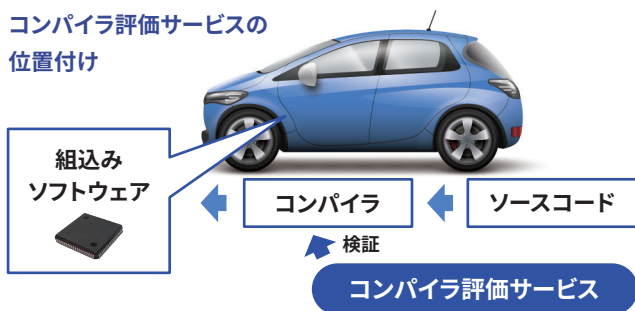 コンパイラ評価サービスの
位置付け
組込み
ソフトウェア
コンパイラ
ソースコード
検証
コンパイラ評価サービス